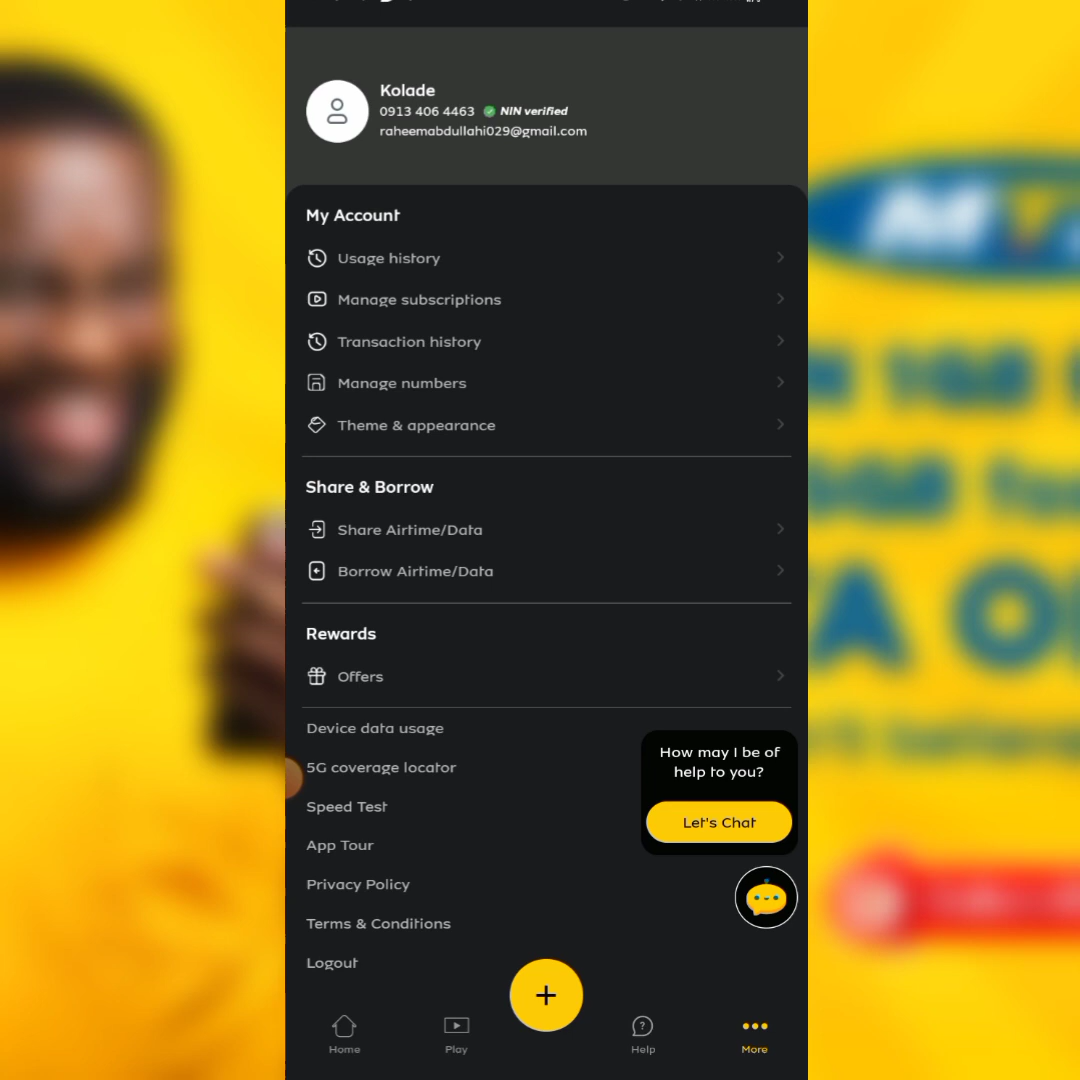 Kolade
0913 406 4463 NIN verified
raheemabdullahi029@gmail.com
My Account
Usage history
Manage subscriptions
Transaction history
Manage numbers
Theme & appearance
Share & Borrow
Share Airtime/Data
Borrow Airtime/Data
Rewards
Offers
Device data usage
5G coverage locator
Speed Test
App Tour
Privacy Policy
Terms & Conditions
Logout
How may I be of
help to you?
Let's Chat
Home
Play
+
Help
More